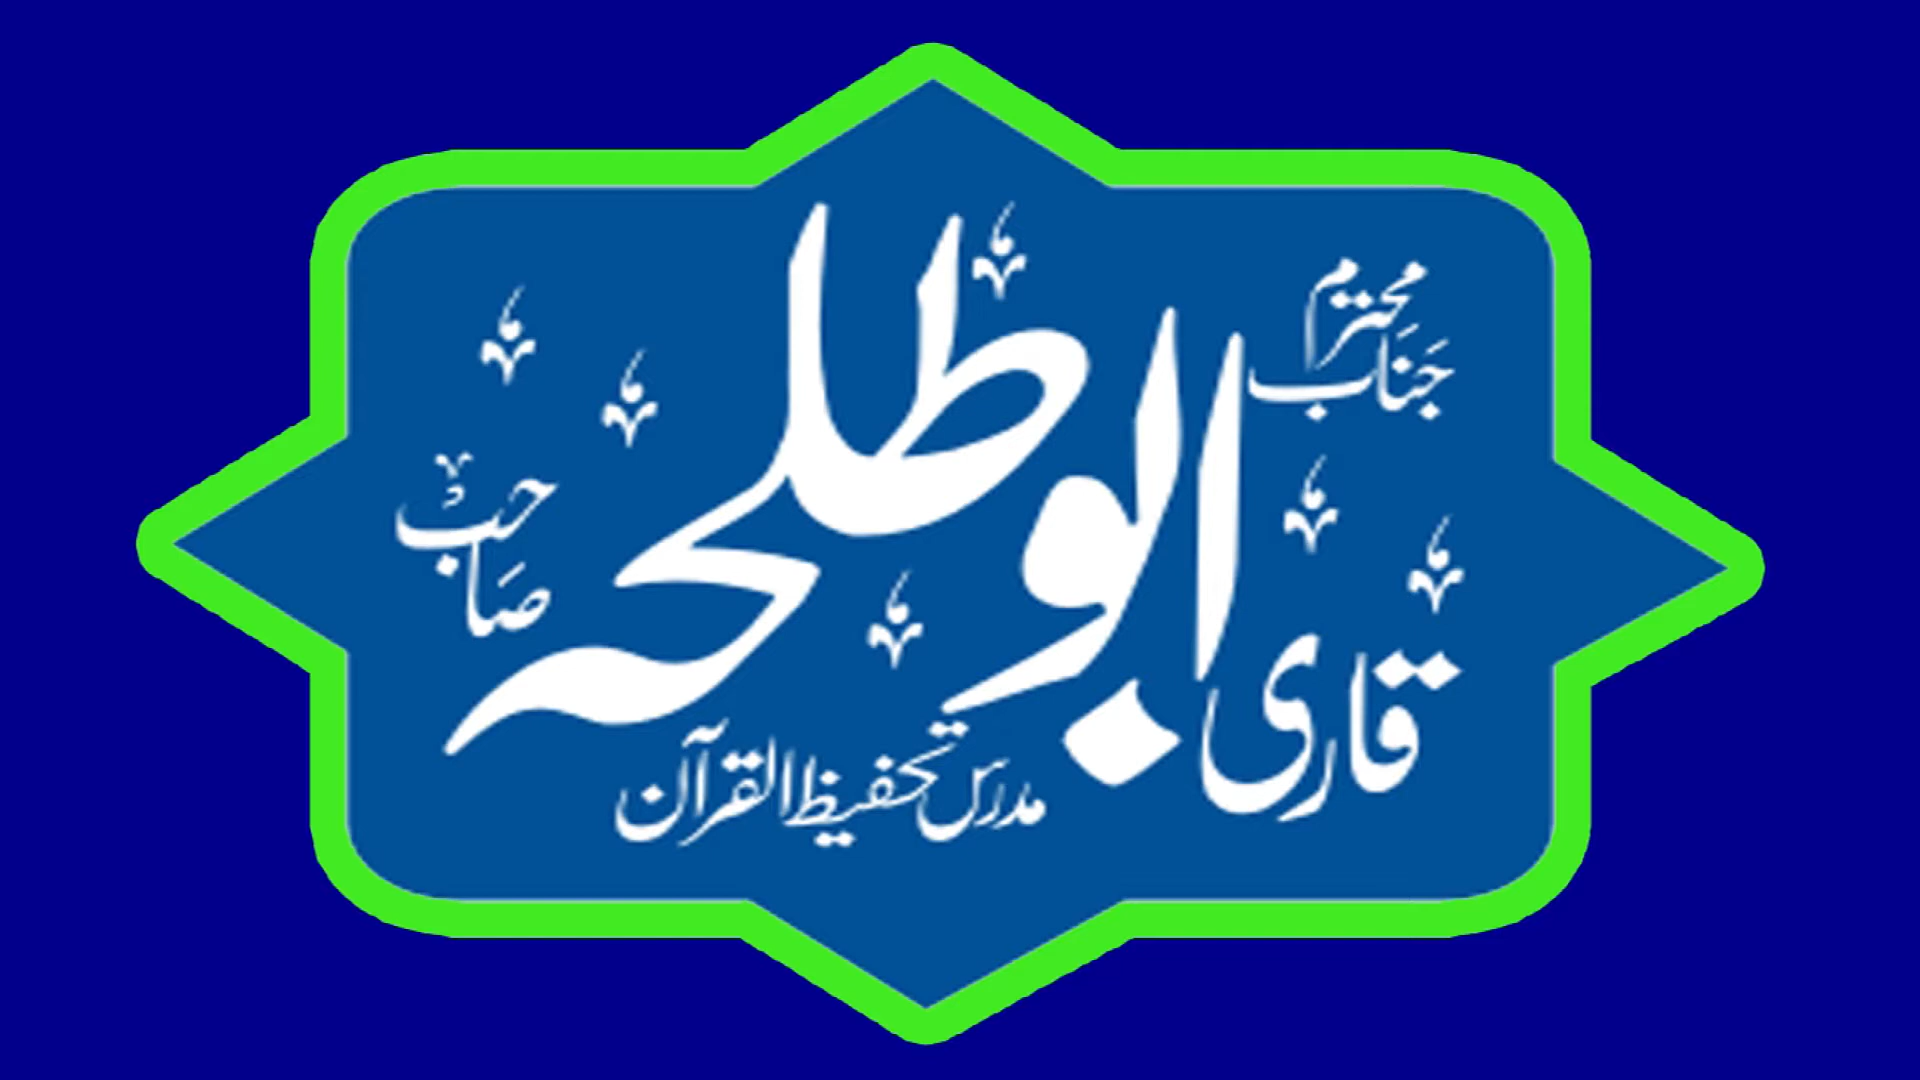 محترم جناب
قاری ابوطلحہ صاحب
مدرس تحفیظ القرآن